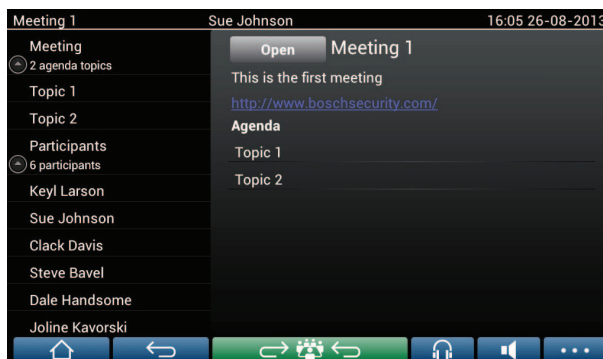 Meeting 1 Sue Johnson 16:05 26-08-2013
Meeting
2 agenda topics
Topic 1
Topic 2
Participants
6 participants
Keyl Larson
Sue Johnson
Clack Davis
Steve Bavel
Dale Handsome
Joline Kavorski
Open Meeting 1
This is the first meeting
http://www.boschsecurity.com/
Agenda
Topic 1
Topic 2